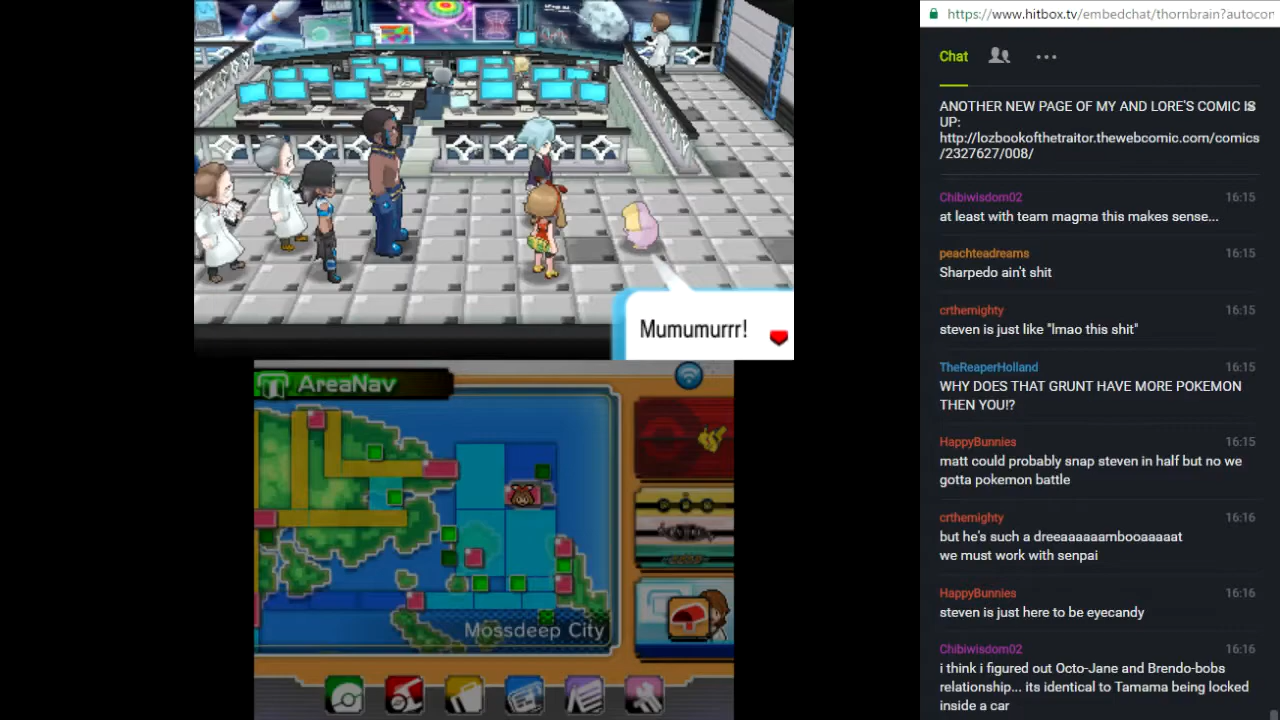 https://www.hitbox.tv/embedchat/thornbrain?autocon
Chat
ANOTHER NEW PAGE OF MY AND LORE'S COMIC IS
UP:
http://lozbookofthetraitor.thewebcomic.com/comics
/2327627/008/
Chibiwisdom02 16:15
at least with team magma this makes sense...
peachteadreams 16:15
Sharpedo ain't shit
crthemighty 16:15
steven is just like "lmao this shit"
TheReaperHolland 16:15
WHY DOES THAT GRUNT HAVE MORE POKEMON
THEN YOU!?
HappyBunnies 16:15
matt could probably snap steven in half but no we
gotta pokemon battle
crthemighty 16:16
but he's such a dreeaaaaaambooaaaaat
we must work with senpai
HappyBunnies 16:16
steven is just here to be eyecandy
Chibiwisdom02 16:16
i think i figured out Octo-Jane and Brendo-bobs
relationship... its identical to Tamama being locked
inside a car
Mumumurrr!
AreaNav
Mossdeep City